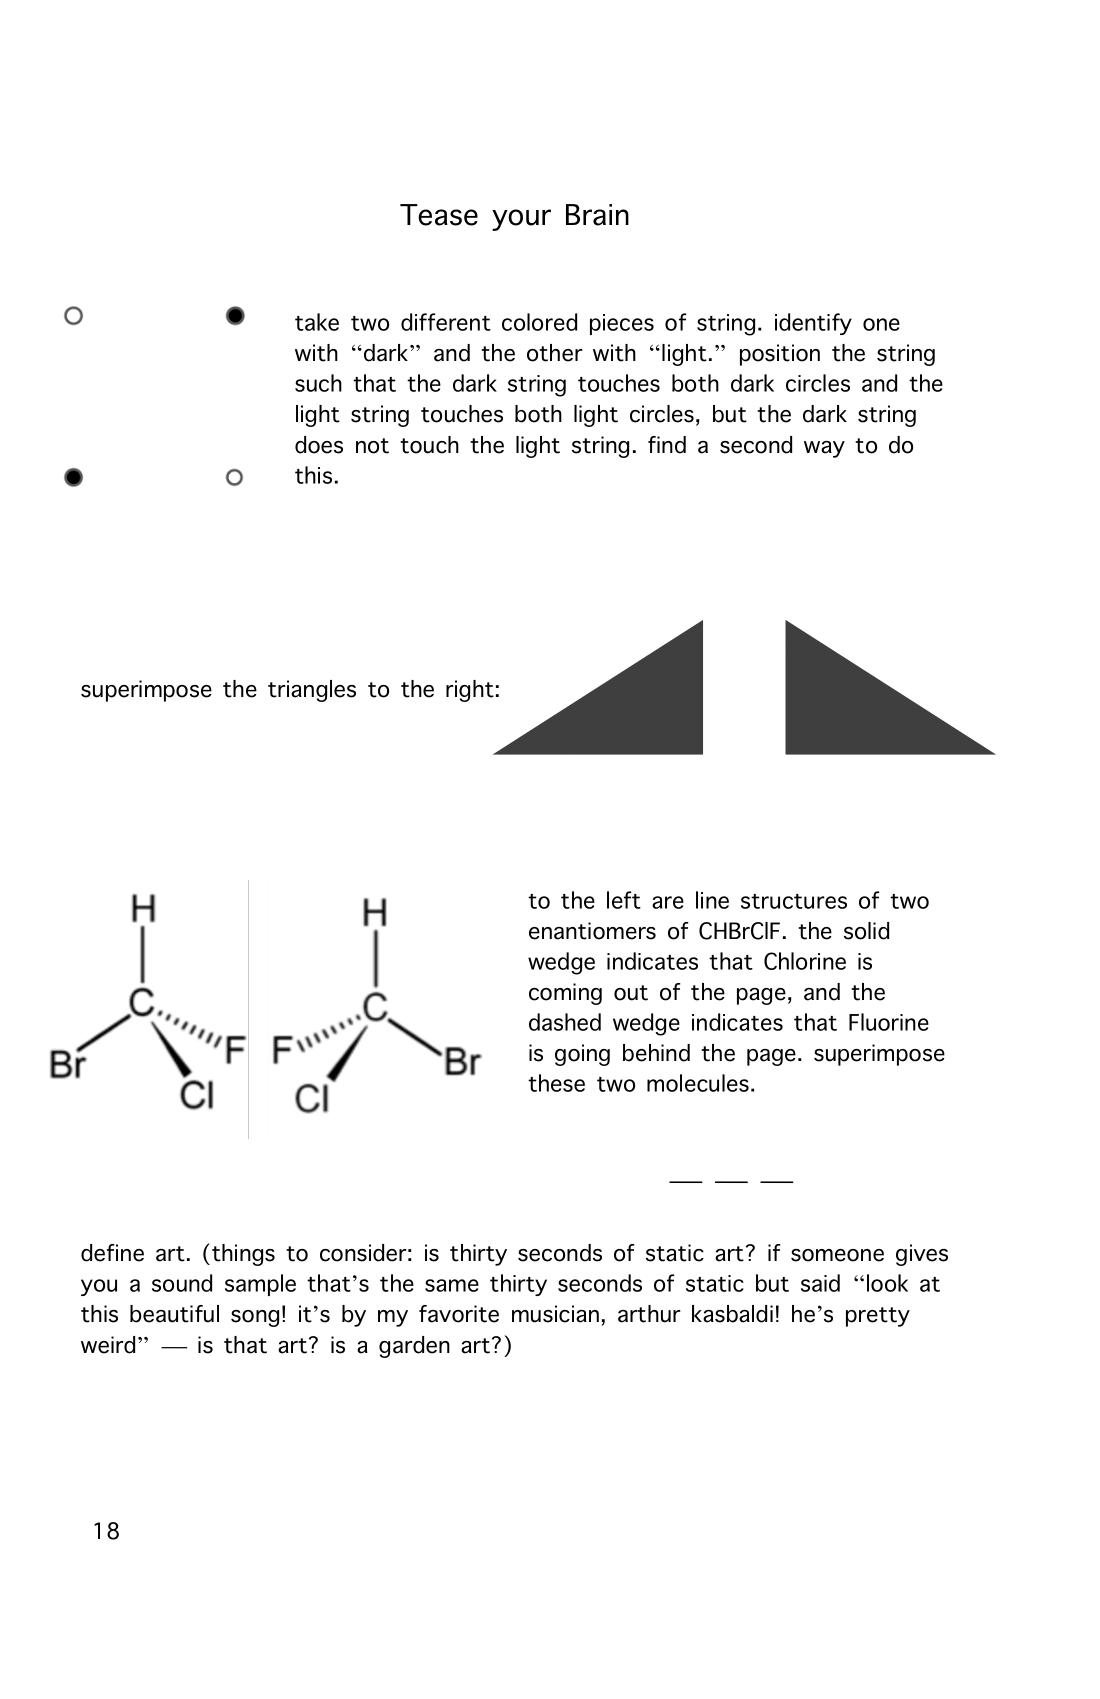 Tease your Brain
take two different colored pieces of string. identify one
with “dark” and the other with “light.” position the string
such that the dark string touches both dark circles and the
light string touches both light circles, but the dark string
does not touch the light string. find a second way to do
this.
superimpose the triangles to the right:
H
C
Br
F
Cl
H
C
F
Br
Cl
to the left are line structures of two
enantiomers of CHBrClF. the solid
wedge indicates that Chlorine is
coming out of the page, and the
dashed wedge indicates that Fluorine
is going behind the page. superimpose
these two molecules.
— — —
define art. (things to consider: is thirty seconds of static art? if someone gives
you a sound sample that’s the same thirty seconds of static but said “look at
this beautiful song! it’s by my favorite musician, arthur kasbaldi! he’s pretty
weird” — is that art? is a garden art?)
18